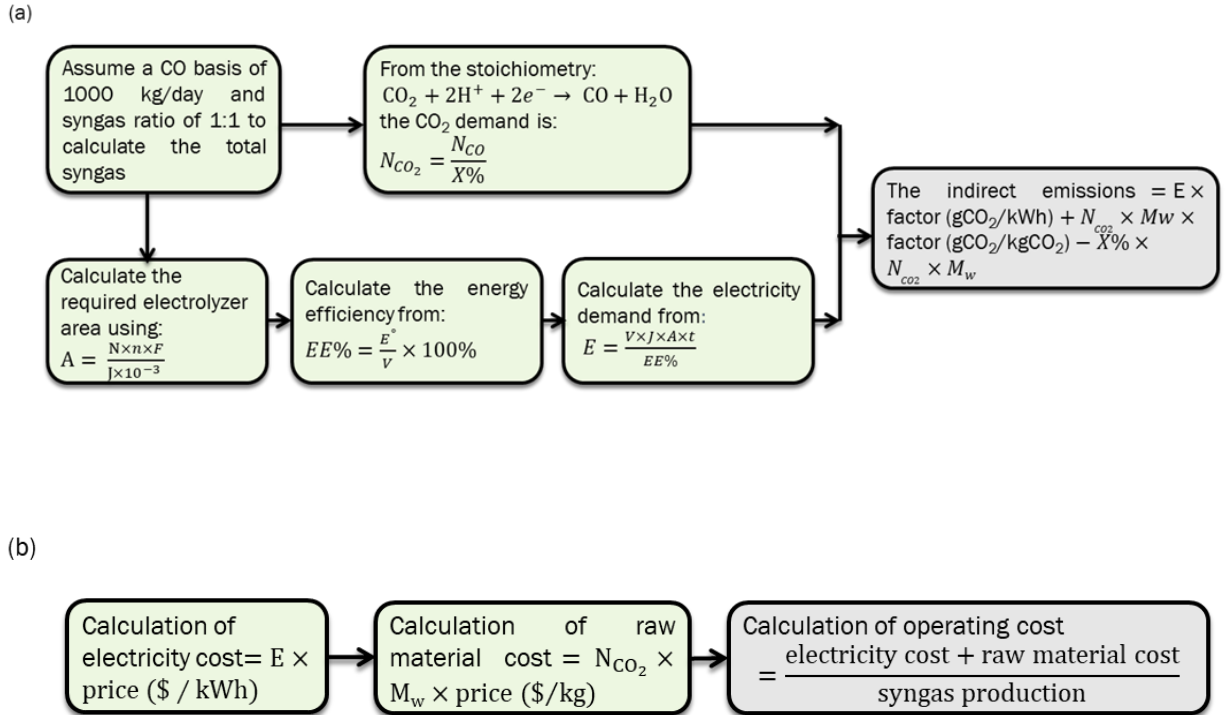 (a)
Assume a CO basis of
1000 kg/day and
syngas ratio of 1:1 to
calculate the total
syngas
From the stoichiometry:
CO₂ + 2H⁺ + 2e⁻ → CO + H₂O
the CO₂ demand is:
N_CO₂ = N_CO / X%
Calculate the
required electrolyzer
area using:
A = N×n×F / J×10⁻³
Calculate the energy
efficiency from:
EE% = E° / V × 100%
Calculate the electricity
demand from:
E = V×J×A×t / EE%
The indirect emissions = E ×
factor (gCO₂/kWh) + N_co2 × Mw ×
factor (gCO₂/kgCO₂) − X% ×
N_co2 × M_w
(b)
Calculation of
electricity cost= E ×
price ($ / kWh)
Calculation of raw
material cost = N_CO₂ ×
M_w × price ($/kg)
Calculation of operating cost
= electricity cost + raw material cost / syngas production